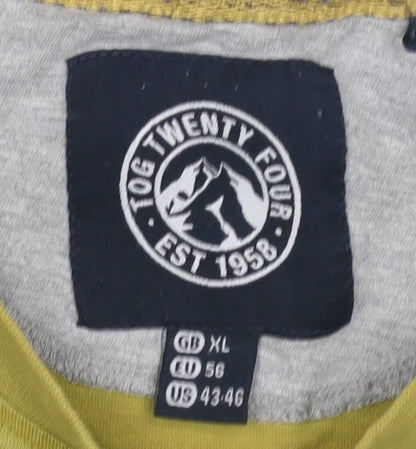 TOG TWENTY FOUR
· EST 1958 ·
GB XL
EU 56
US 43-46